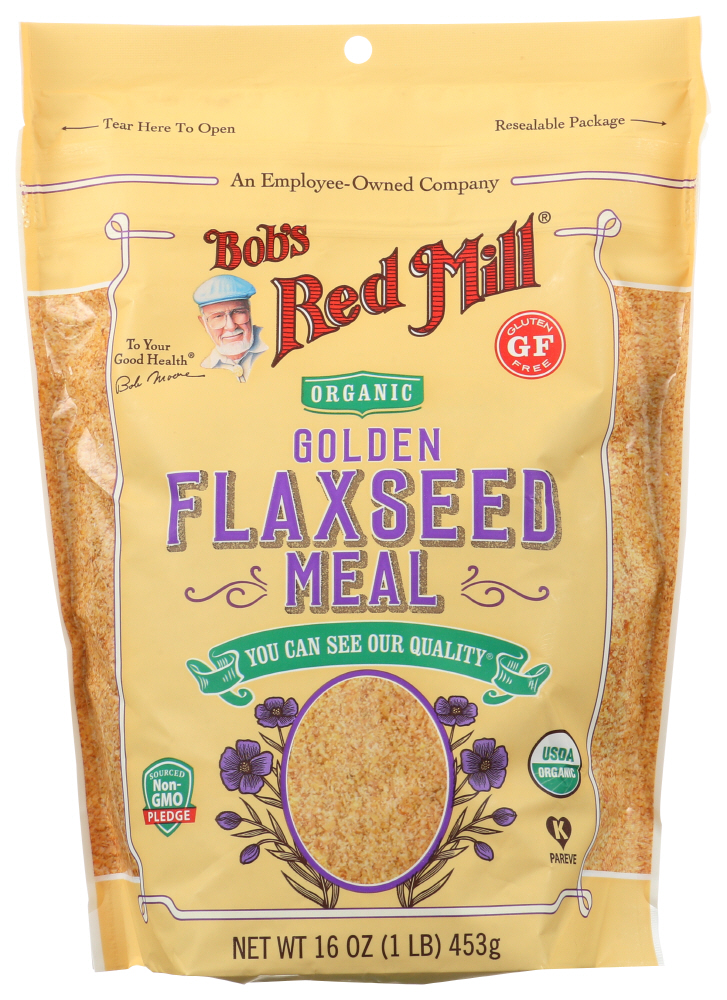 Tear Here To Open
Resealable Package
An Employee-Owned Company
Bob's
Red Mill®
To Your
Good Health®
Bob Moore
GLUTEN
GF
FREE
ORGANIC
GOLDEN
FLAXSEED
MEAL
YOU CAN SEE OUR QUALITY®
SOURCED
Non-
GMO
PLEDGE
USDA
ORGANIC
K
PAREVE
NET WT 16 OZ (1 LB) 453g